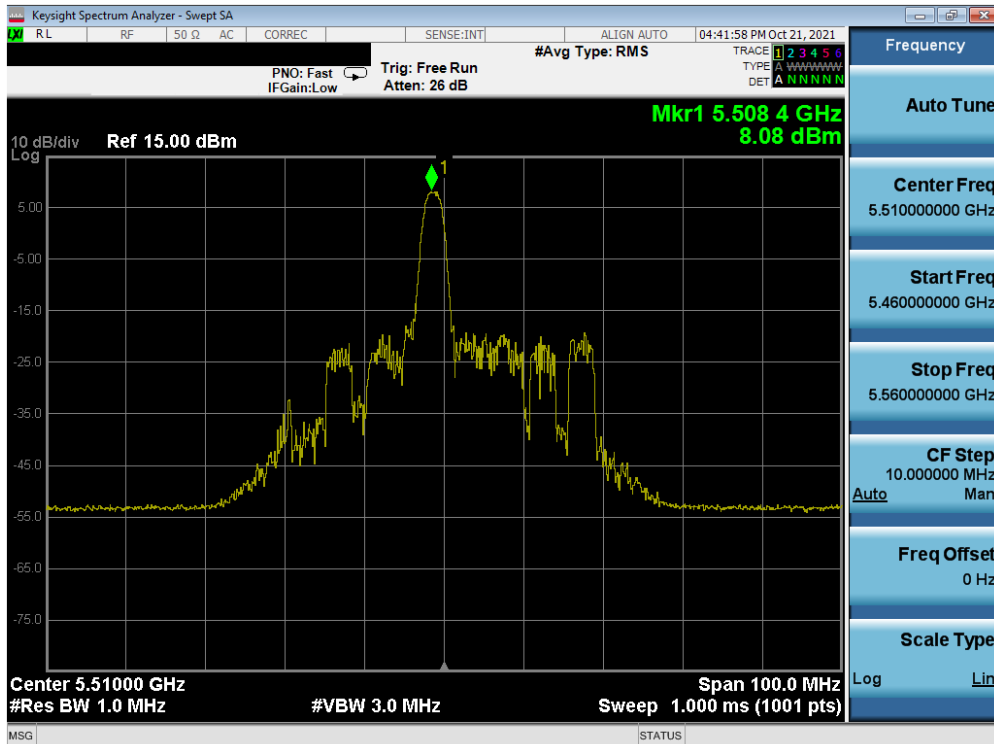 Keysight Spectrum Analyzer - Swept SA
LXI RL RF 50 Ω AC CORREC SENSE:INT ALIGN AUTO 04:41:58 PM Oct 21, 2021
#Avg Type: RMS
TRACE 1 2 3 4 5 6
PNO: Fast Trig: Free Run
TYPE A WWWWW
IFGain:Low Atten: 26 dB
DET A N N N N N
Mkr1 5.508 4 GHz
8.08 dBm
10 dB/div Ref 15.00 dBm
Log
1
5.00
-5.00
-15.0
-25.0
-35.0
-45.0
-55.0
-65.0
-75.0
Center 5.51000 GHz Span 100.0 MHz
#Res BW 1.0 MHz #VBW 3.0 MHz Sweep 1.000 ms (1001 pts)
MSG STATUS
Frequency
Auto Tune
Center Freq
5.510000000 GHz
Start Freq
5.460000000 GHz
Stop Freq
5.560000000 GHz
CF Step
10.000000 MHz
Auto Man
Freq Offset
0 Hz
Scale Type
Log Lin